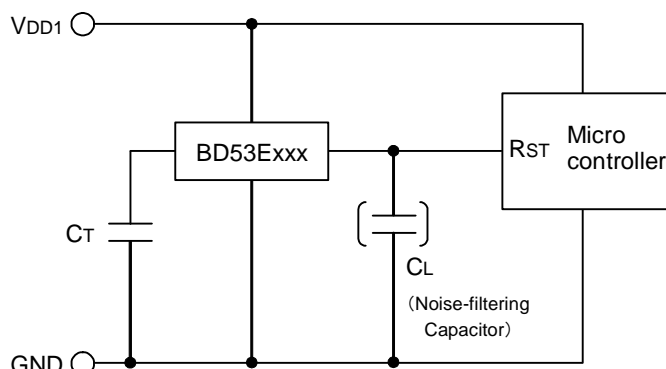 VDD1
BD53Exxx
RST
Micro
controller
CT
CL
（Noise-filtering
Capacitor）
GND